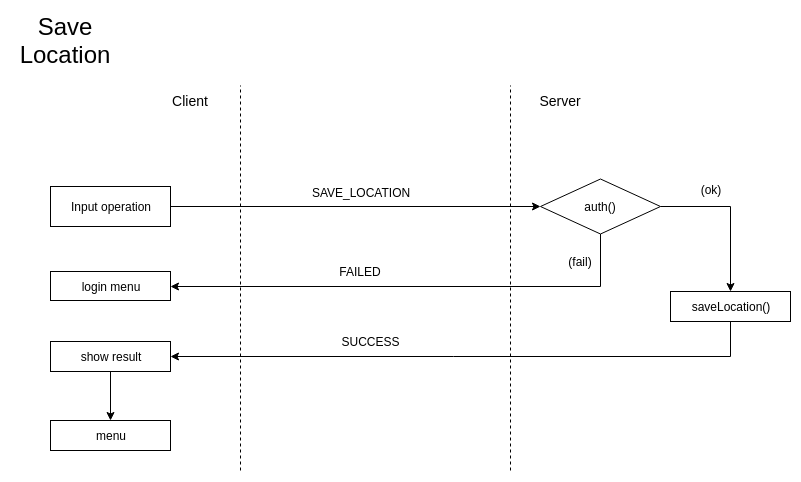 Save
Location
Client
Server
SAVE_LOCATION
(ok)
Input operation
auth()
(fail)
FAILED
login menu
saveLocation()
SUCCESS
show result
menu